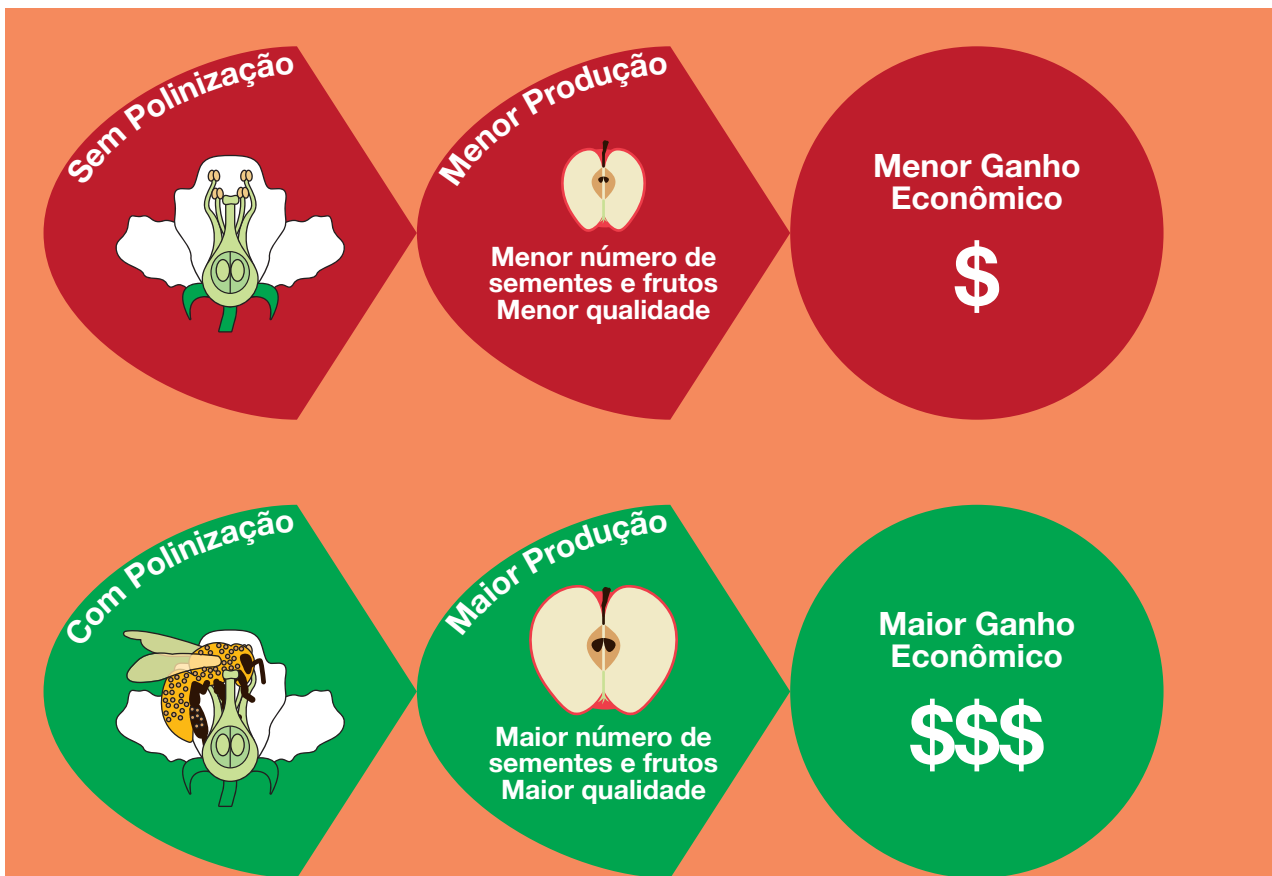 Sem Polinização
Menor Produção
Menor número de
sementes e frutos
Menor qualidade
Menor Ganho
Econômico
$
Com Polinização
Maior Produção
Maior número de
sementes e frutos
Maior qualidade
Maior Ganho
Econômico
$$$